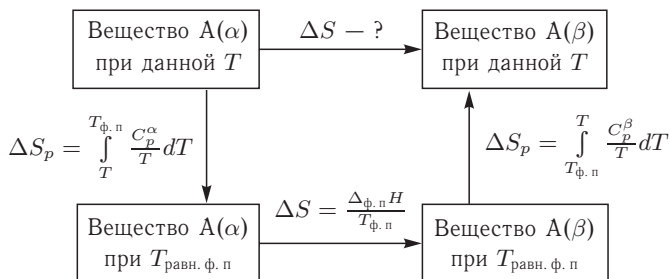 Вещество A(α)
при данной T
ΔS − ?
Вещество A(β)
при данной T
ΔS_p = ∫_T^{T_ф. п} C_p^α/T dT
ΔS_p = ∫_{T_ф. п}^T C_p^β/T dT
Вещество A(α)
при T_равн. ф. п
ΔS = Δ_ф. п H/T_ф. п
Вещество A(β)
при T_равн. ф. п